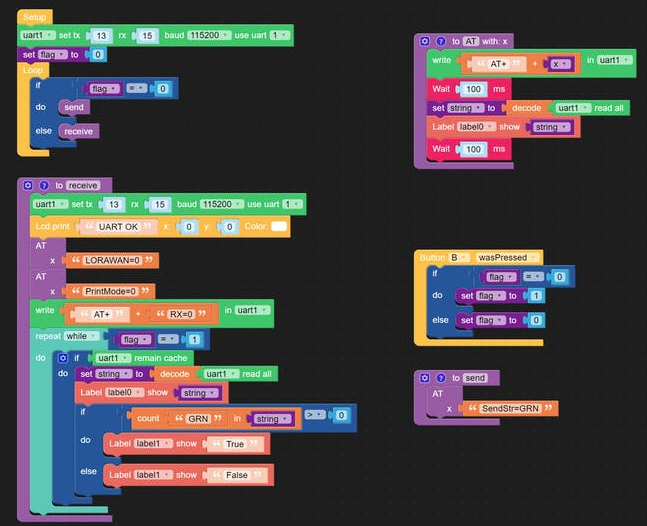 Setup
uart1 set tx 13 rx 15 baud 115200 use uart 1
set flag to 0
Loop
if flag = 0
do send
else receive
to receive
uart1 set tx 13 rx 15 baud 115200 use uart 1
Lcd.print “ UART OK ” x: 0 y: 0 Color:
AT
x “ LORAWAN=0 ”
AT
x “ PrintMode=0 ”
write “ AT+ ” + “ RX=0 ” in uart1
repeat while flag = 1
do if uart1 remain cache
do set string to decode uart1 read all
Label label0 show string
if count “ GRN ” in string > 0
do Label label1 show “ True ”
else Label label1 show “ False ”
to AT with: x
write “ AT+ ” + x in uart1
Wait 100 ms
set string to decode uart1 read all
Label label0 show string
Wait 100 ms
Button B wasPressed
if flag = 0
do set flag to 1
else set flag to 0
to send
AT
x “ SendStr=GRN ”